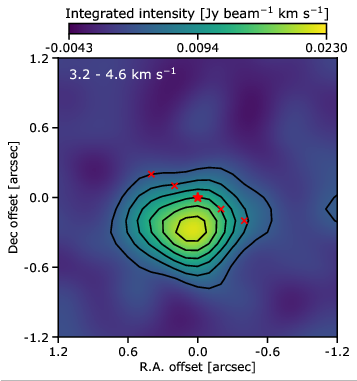 Integrated intensity [Jy beam⁻¹ km s⁻¹]
-0.0043 0.0094 0.0230
3.2 - 4.6 km s⁻¹
1.2
0.6
0.0
-0.6
-1.2
Dec offset [arcsec]
1.2 0.6 0.0 -0.6 -1.2
R.A. offset [arcsec]